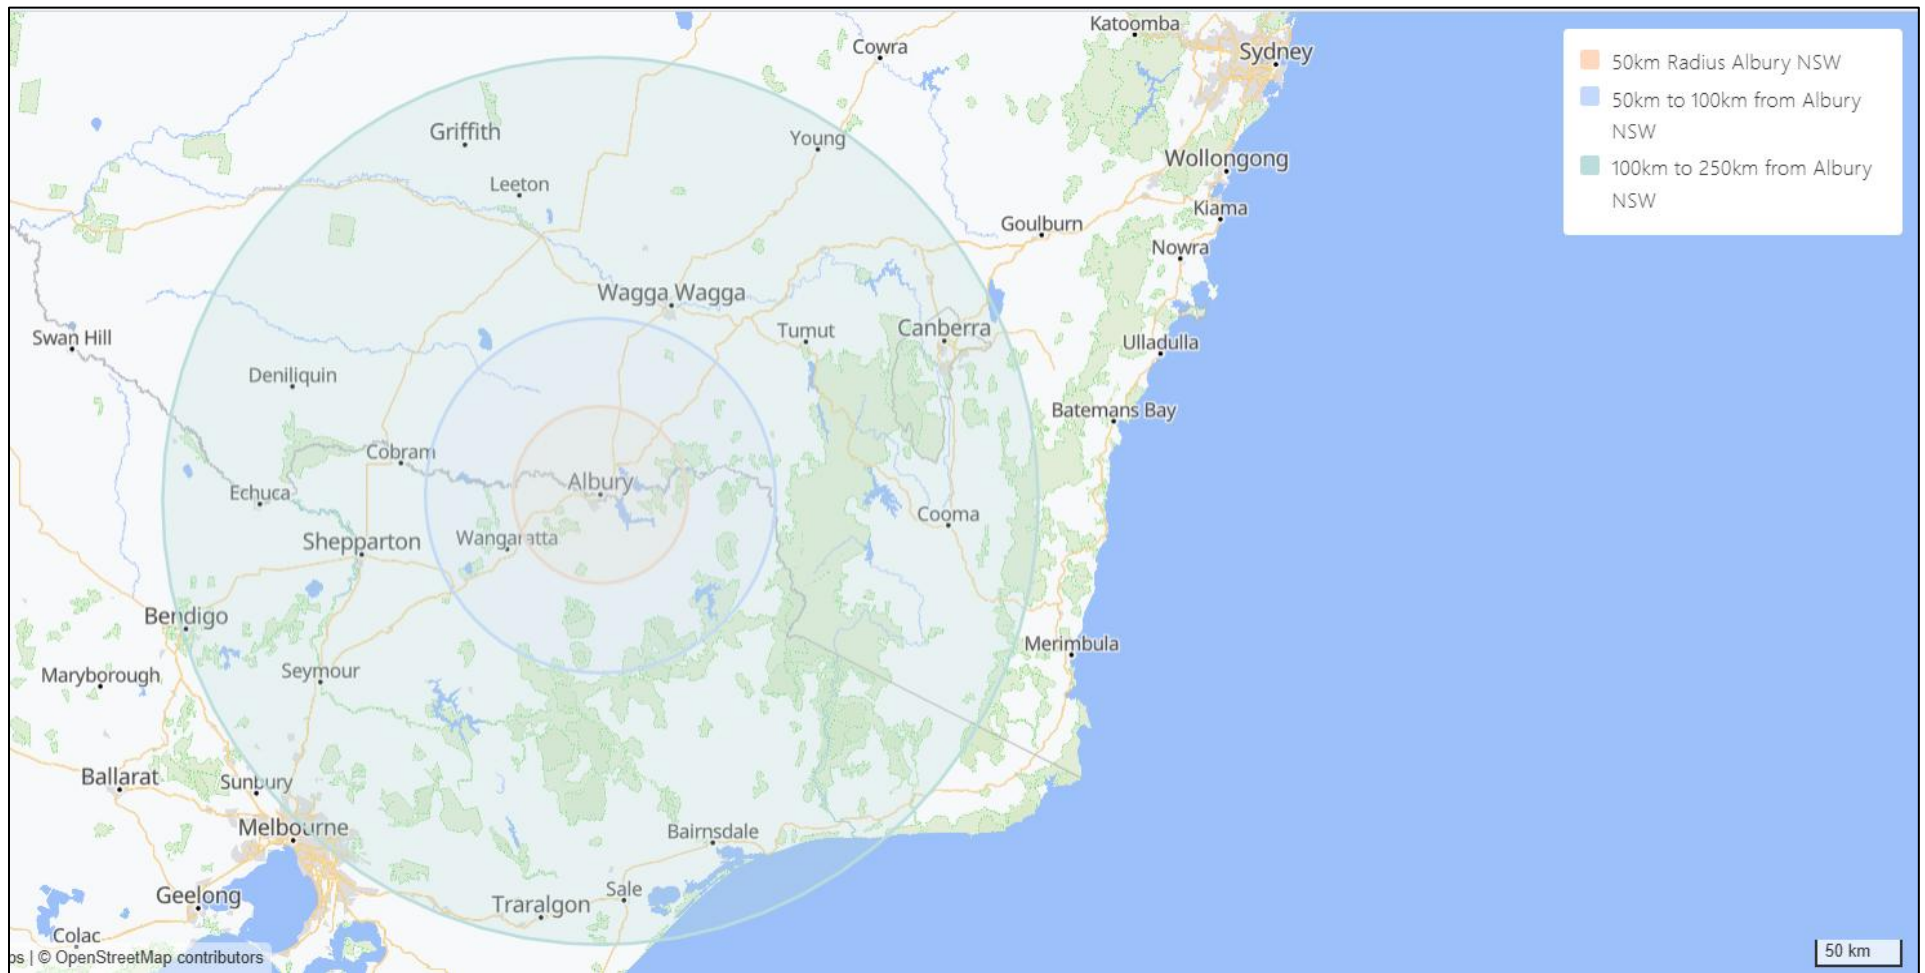 Katoomba
Cowra
Sydney
50km Radius Albury NSW
50km to 100km from Albury
NSW
100km to 250km from Albury
NSW
Griffith
Young
Wollongong
Leeton
Kiama
Goulburn
Nowra
Wagga Wagga
Swan Hill
Tumut
Canberra
Ulladulla
Deniliquin
Batemans Bay
Cobram
Albury
Echuca
Cooma
Shepparton
Wangaratta
Bendigo
Merimbula
Maryborough
Seymour
Ballarat
Sunbury
Melbourne
Bairnsdale
Geelong
Traralgon
Sale
Colac
ps | © OpenStreetMap contributors
50 km